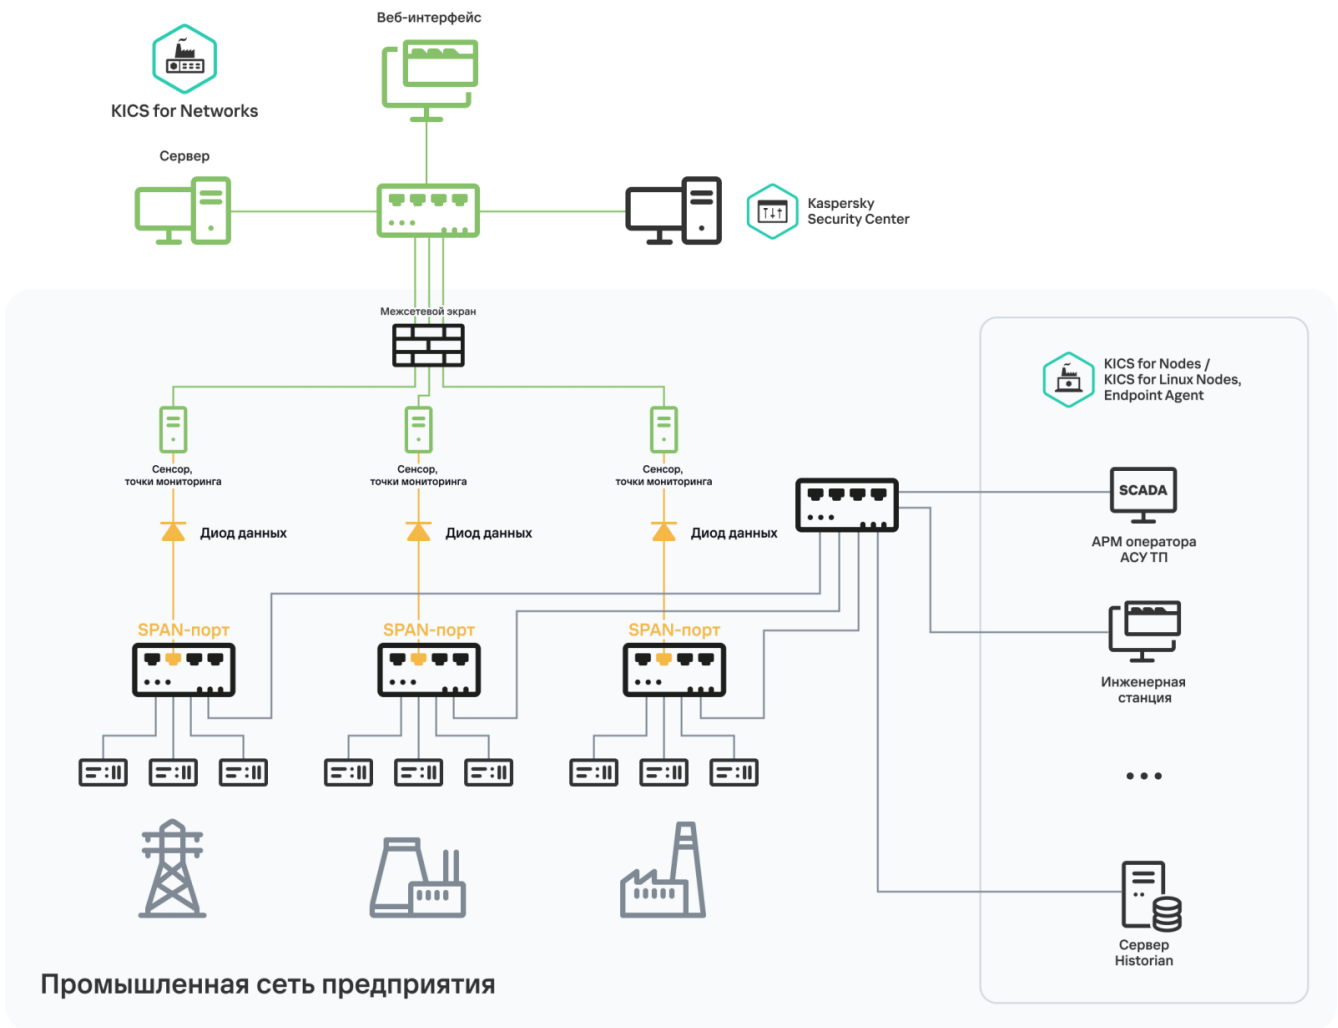 Веб-интерфейс
KICS for Networks
Сервер
Kaspersky
Security Center
Межсетевой экран
KICS for Nodes /
KICS for Linux Nodes,
Endpoint Agent
Сенсор,
точки мониторинга
Сенсор,
точки мониторинга
Сенсор,
точки мониторинга
SCADA
АРМ оператора
АСУ ТП
Диод данных
Диод данных
Диод данных
SPAN-порт
SPAN-порт
SPAN-порт
Инженерная
станция
Сервер
Historian
Промышленная сеть предприятия